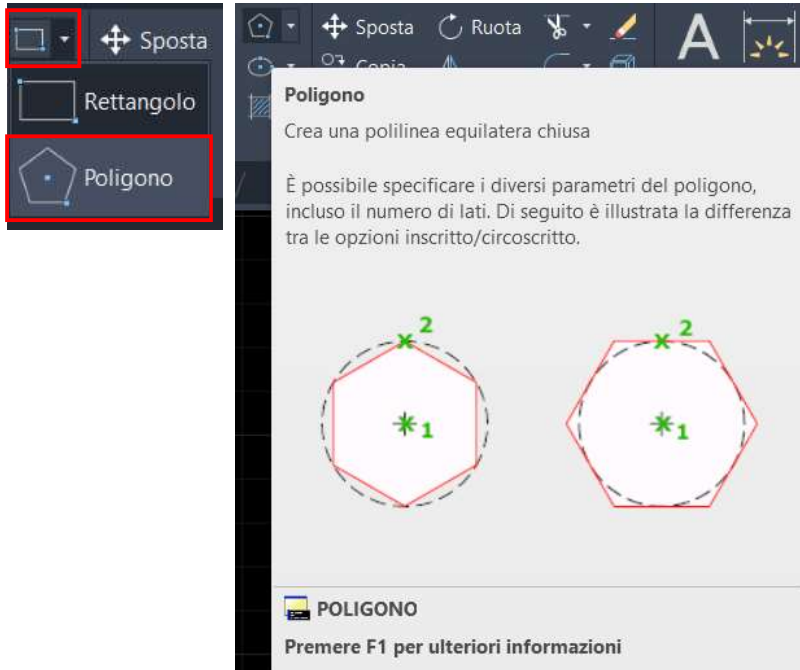 Sposta
Rettangolo
Poligono
Sposta Ruota
Copia
A
Poligono
Crea una polilinea equilatera chiusa
È possibile specificare i diversi parametri del poligono,
incluso il numero di lati. Di seguito è illustrata la differenza
tra le opzioni inscritto/circoscritto.
2
1
2
1
POLIGONO
Premere F1 per ulteriori informazioni